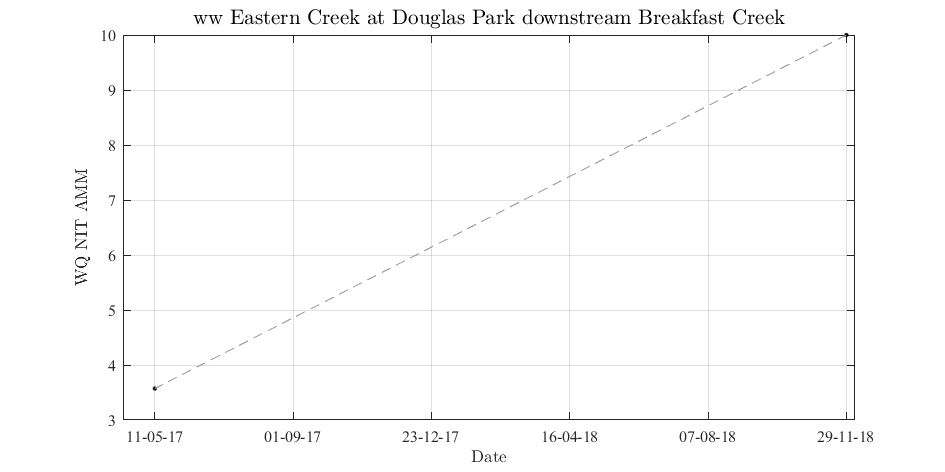 ww Eastern Creek at Douglas Park downstream Breakfast Creek
10
9
8
7
6
5
4
3
WQ NIT AMM
11-05-17 01-09-17 23-12-17 16-04-18 07-08-18 29-11-18
Date